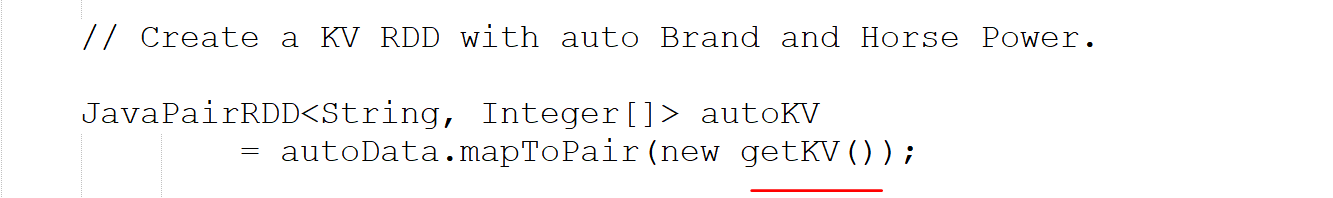 // Create a KV RDD with auto Brand and Horse Power.
JavaPairRDD<String, Integer[]> autoKV
= autoData.mapToPair(new getKV());